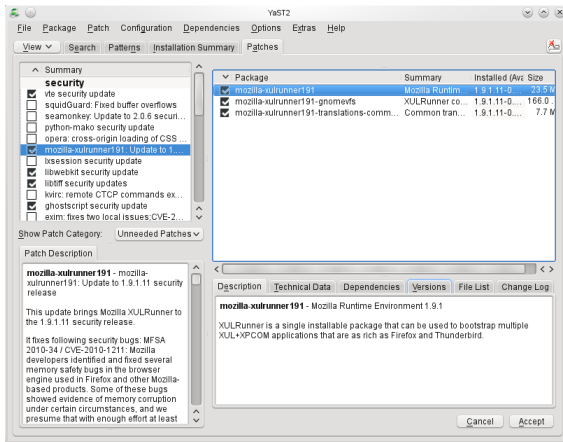 YaST2
File Package Patch Configuration Dependencies Options Extras Help
View Search Patterns Installation Summary Patches
Summary
security
vte security update
squidGuard: Fixed buffer overflows
seamonkey: Update to 2.0.6 securi...
python-mako security update
opera: cross-origin loading of CSS ...
mozilla-xulrunner191: Update to 1....
lxsession security update
libwebkit security update
libtiff security updates
kvirc: remote CTCP commands ex...
ghostscript security update
exim: fixes two local issues;CVE-2...
Show Patch Category: Unneeded Patches
Patch Description
mozilla-xulrunner191 - mozilla-
xulrunner191: Update to 1.9.1.11 security
release
This update brings Mozilla XULRunner to
the 1.9.1.11 security release.
It fixes following security bugs: MFSA
2010-34 / CVE-2010-1211: Mozilla
developers identified and fixed several
memory safety bugs in the browser
engine used in Firefox and other Mozilla-
based products. Some of these bugs
showed evidence of memory corruption
under certain circumstances, and we
presume that with enough effort at least
Package Summary Installed (Ava Size
mozilla-xulrunner191 Mozilla Runtim... 1.9.1.11-0.... 23.5 M
mozilla-xulrunner191-gnomevfs XULRunner co... 1.9.1.11-0.... 166.0 .
mozilla-xulrunner191-translations-comm... Common tran... 1.9.1.11-0.... 7.7 M
Description Technical Data Dependencies Versions File List Change Log
mozilla-xulrunner191 - Mozilla Runtime Environment 1.9.1
XULRunner is a single installable package that can be used to bootstrap multiple
XUL+XPCOM applications that are as rich as Firefox and Thunderbird.
Cancel Accept